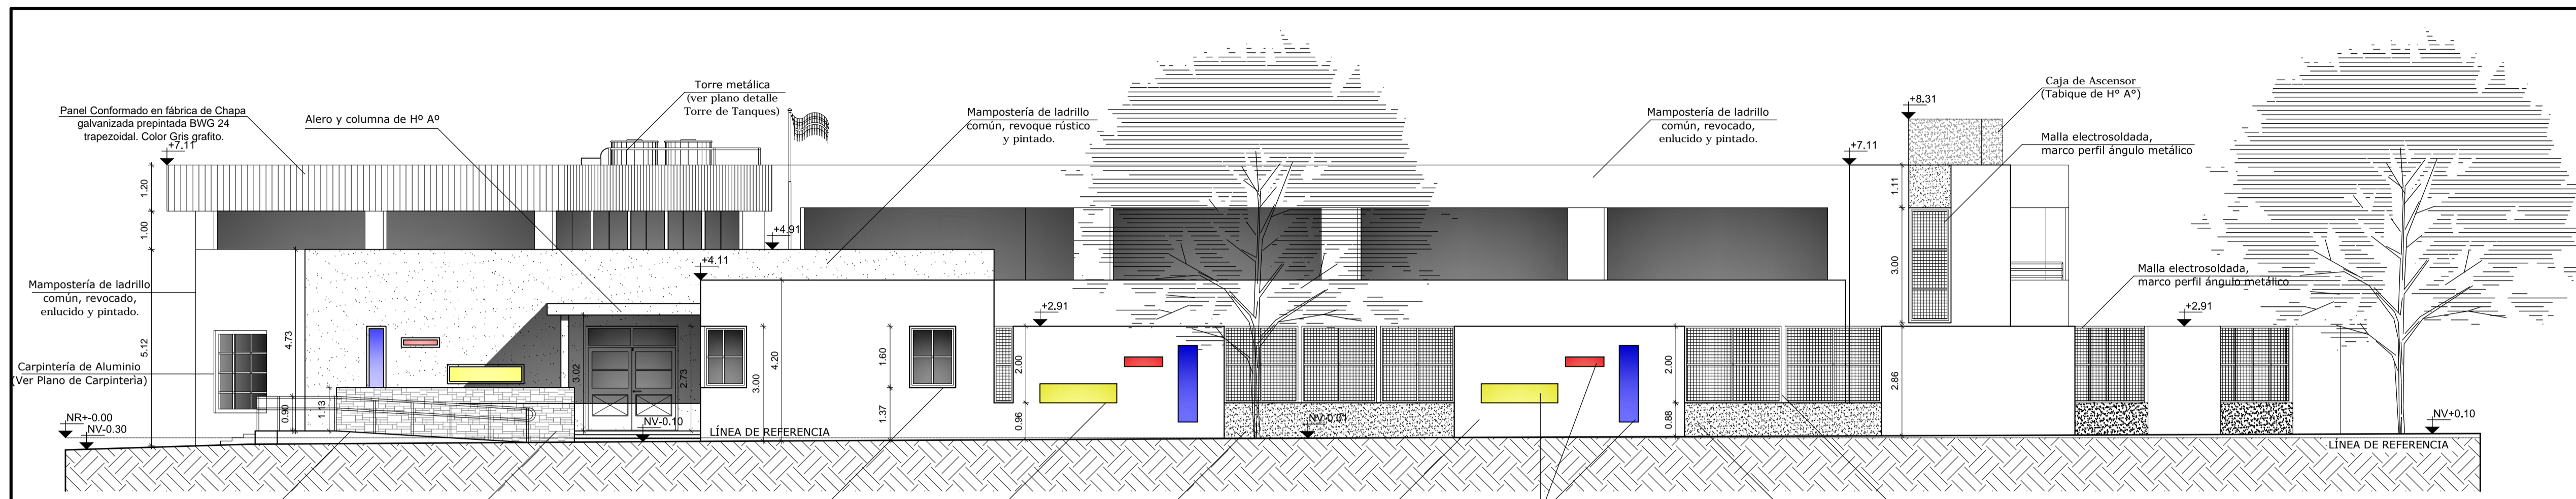 Panel Conformado en fábrica de Chapa
galvanizada prepintada BWG 24
trapezoidal. Color Gris grafito.
+7.11
Alero y columna de Hº Aº
Torre metálica
(ver plano detalle
Torre de Tanques)
Mampostería de ladrillo
común, revoque rústico
y pintado.
Mampostería de ladrillo
común, revocado,
enlucido y pintado.
+7.11
+8.31
Caja de Ascensor
(Tabique de Hº Aº)
Malla electrosoldada,
marco perfil ángulo metálico
1.20
1.00
5.12
4.73
+4.91
+4.11
+2.91
1.11
3.00
Malla electrosoldada,
marco perfil ángulo metálico
+2.91
Mampostería de ladrillo
común, revocado,
enlucido y pintado.
Carpintería de Aluminio
(Ver Plano de Carpintería)
NR+-0.00
NV-0.30
0.90
1.13
3.02
2.73
3.00
4.20
1.60
1.37
2.00
0.96
2.00
0.88
2.86
NV-0.10
LÍNEA DE REFERENCIA
NV-0.01
NV+0.10
LÍNEA DE REFERENCIA